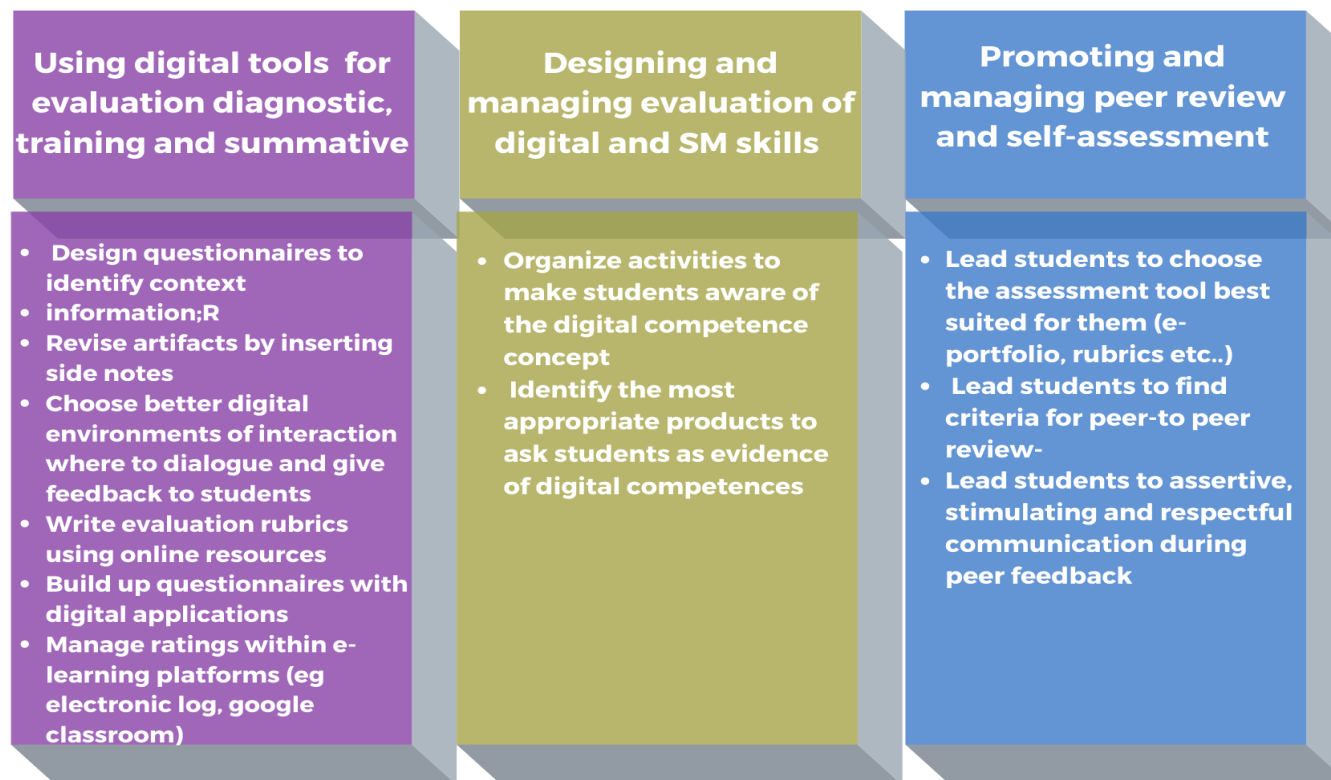 Using digital tools for
evaluation diagnostic,
training and summative
• Design questionnaires to
identify context
• information;R
• Revise artifacts by inserting
side notes
• Choose better digital
environments of interaction
where to dialogue and give
feedback to students
• Write evaluation rubrics
using online resources
• Build up questionnaires with
digital applications
• Manage ratings within e-
learning platforms (eg
electronic log, google
classroom)
Designing and
managing evaluation of
digital and SM skills
• Organize activities to
make students aware of
the digital competence
concept
• Identify the most
appropriate products to
ask students as evidence
of digital competences
Promoting and
managing peer review
and self-assessment
• Lead students to choose
the assessment tool best
suited for them (e-
portfolio, rubrics etc..)
• Lead students to find
criteria for peer-to peer
review-
• Lead students to assertive,
stimulating and respectful
communication during
peer feedback